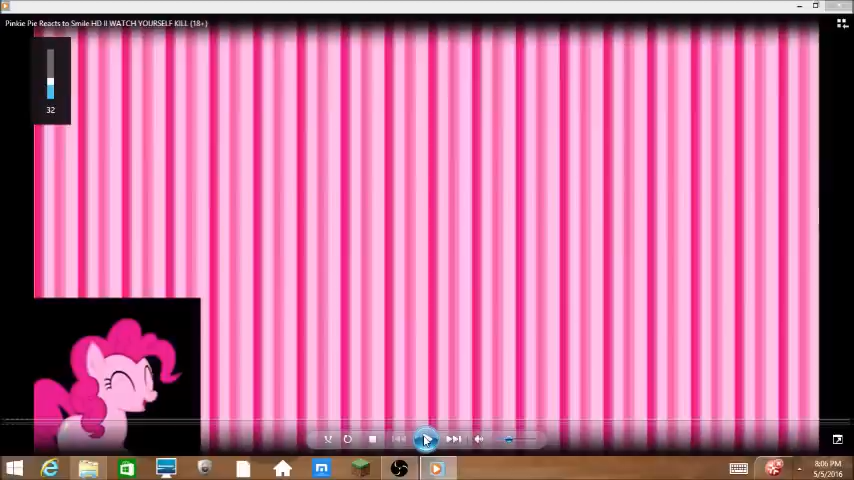 Pinkie Pie Reacts to Smile HD II WATCH YOURSELF KILL (18+)
32
8:06 PM
5/5/2016